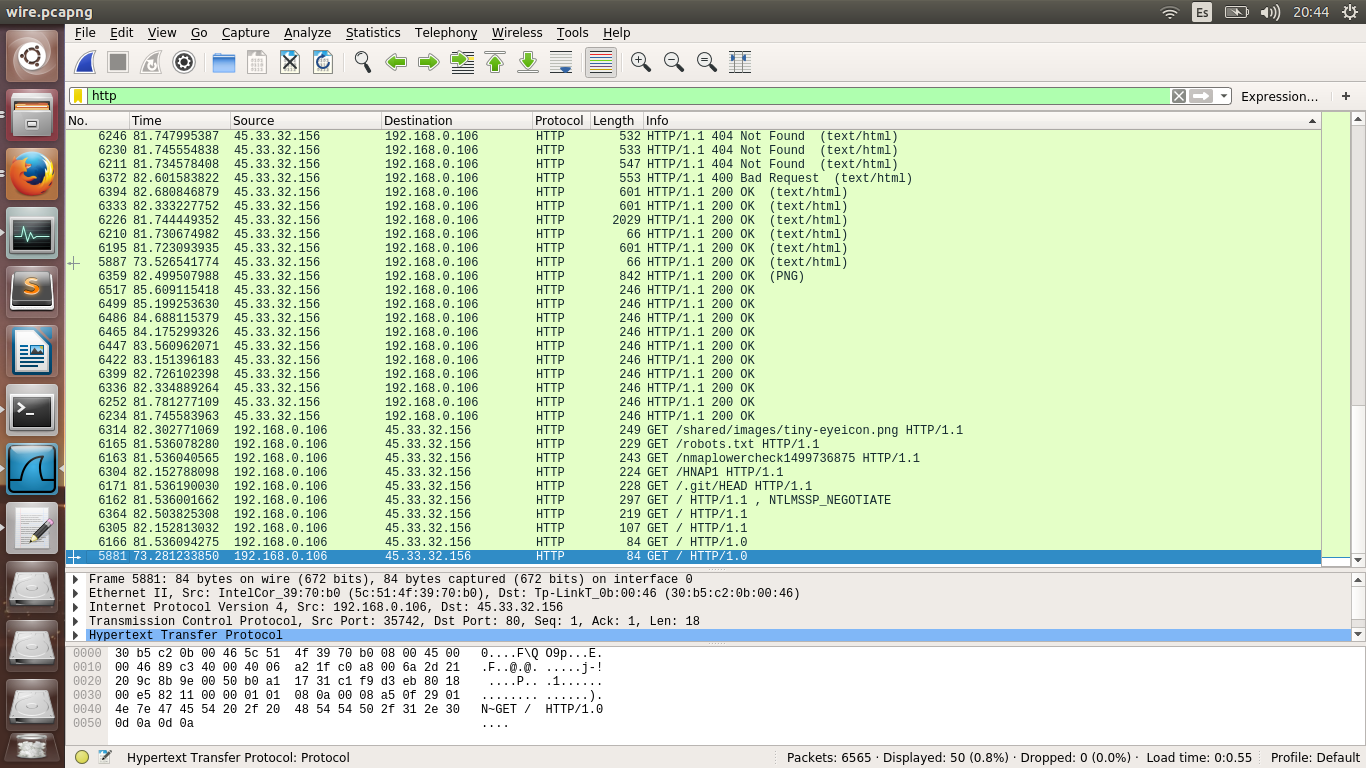 wire.pcapng Es 20:44
File Edit View Go Capture Analyze Statistics Telephony Wireless Tools Help
http Expression… +
No. Time Source Destination Protocol Length Info
6246 81.747995387 45.33.32.156 192.168.0.106 HTTP 532 HTTP/1.1 404 Not Found (text/html)
6230 81.745554838 45.33.32.156 192.168.0.106 HTTP 533 HTTP/1.1 404 Not Found (text/html)
6211 81.734578408 45.33.32.156 192.168.0.106 HTTP 547 HTTP/1.1 404 Not Found (text/html)
6372 82.601583822 45.33.32.156 192.168.0.106 HTTP 553 HTTP/1.1 400 Bad Request (text/html)
6394 82.680846879 45.33.32.156 192.168.0.106 HTTP 601 HTTP/1.1 200 OK (text/html)
6333 82.333227752 45.33.32.156 192.168.0.106 HTTP 601 HTTP/1.1 200 OK (text/html)
6226 81.744449352 45.33.32.156 192.168.0.106 HTTP 2029 HTTP/1.1 200 OK (text/html)
6210 81.730674982 45.33.32.156 192.168.0.106 HTTP 66 HTTP/1.1 200 OK (text/html)
6195 81.723093935 45.33.32.156 192.168.0.106 HTTP 601 HTTP/1.1 200 OK (text/html)
5887 73.526541774 45.33.32.156 192.168.0.106 HTTP 66 HTTP/1.1 200 OK (text/html)
6359 82.499507988 45.33.32.156 192.168.0.106 HTTP 842 HTTP/1.1 200 OK (PNG)
6517 85.609115418 45.33.32.156 192.168.0.106 HTTP 246 HTTP/1.1 200 OK
6499 85.199253630 45.33.32.156 192.168.0.106 HTTP 246 HTTP/1.1 200 OK
6486 84.688115379 45.33.32.156 192.168.0.106 HTTP 246 HTTP/1.1 200 OK
6465 84.175299326 45.33.32.156 192.168.0.106 HTTP 246 HTTP/1.1 200 OK
6447 83.560962071 45.33.32.156 192.168.0.106 HTTP 246 HTTP/1.1 200 OK
6422 83.151396183 45.33.32.156 192.168.0.106 HTTP 246 HTTP/1.1 200 OK
6399 82.726102398 45.33.32.156 192.168.0.106 HTTP 246 HTTP/1.1 200 OK
6336 82.334889264 45.33.32.156 192.168.0.106 HTTP 246 HTTP/1.1 200 OK
6252 81.781277109 45.33.32.156 192.168.0.106 HTTP 246 HTTP/1.1 200 OK
6234 81.745583963 45.33.32.156 192.168.0.106 HTTP 246 HTTP/1.1 200 OK
6314 82.302771069 192.168.0.106 45.33.32.156 HTTP 249 GET /shared/images/tiny-eyeicon.png HTTP/1.1
6165 81.536078280 192.168.0.106 45.33.32.156 HTTP 229 GET /robots.txt HTTP/1.1
6163 81.536040565 192.168.0.106 45.33.32.156 HTTP 243 GET /nmaplowercheck1499736875 HTTP/1.1
6304 82.152788098 192.168.0.106 45.33.32.156 HTTP 224 GET /HNAP1 HTTP/1.1
6171 81.536190030 192.168.0.106 45.33.32.156 HTTP 228 GET /.git/HEAD HTTP/1.1
6162 81.536001662 192.168.0.106 45.33.32.156 HTTP 297 GET / HTTP/1.1 , NTLMSSP_NEGOTIATE
6364 82.503825308 192.168.0.106 45.33.32.156 HTTP 219 GET / HTTP/1.1
6305 82.152813032 192.168.0.106 45.33.32.156 HTTP 107 GET / HTTP/1.1
6166 81.536094275 192.168.0.106 45.33.32.156 HTTP 84 GET / HTTP/1.0
5881 73.281233850 192.168.0.106 45.33.32.156 HTTP 84 GET / HTTP/1.0
Frame 5881: 84 bytes on wire (672 bits), 84 bytes captured (672 bits) on interface 0
Ethernet II, Src: IntelCor_39:70:b0 (5c:51:4f:39:70:b0), Dst: Tp-LinkT_0b:00:46 (30:b5:c2:0b:00:46)
Internet Protocol Version 4, Src: 192.168.0.106, Dst: 45.33.32.156
Transmission Control Protocol, Src Port: 35742, Dst Port: 80, Seq: 1, Ack: 1, Len: 18
Hypertext Transfer Protocol
0000 30 b5 c2 0b 00 46 5c 51 4f 39 70 b0 08 00 45 00 0....F\Q O9p...E.
0010 00 46 89 c3 40 00 40 06 a2 1f c0 a8 00 6a 2d 21 .F..@.@. .....j-!
0020 20 9c 8b 9e 00 50 b0 a1 17 31 c1 f9 d3 eb 80 18 ....P.. .1......
0030 00 e5 82 11 00 00 01 01 08 0a 00 08 a5 0f 29 01 ........ ......).
0040 4e 7e 47 45 54 20 2f 20 48 54 54 50 2f 31 2e 30 N~GET / HTTP/1.0
0050 0d 0a 0d 0a ....
Hypertext Transfer Protocol: Protocol Packets: 6565 · Displayed: 50 (0.8%) · Dropped: 0 (0.0%) · Load time: 0:0.55 Profile: Default